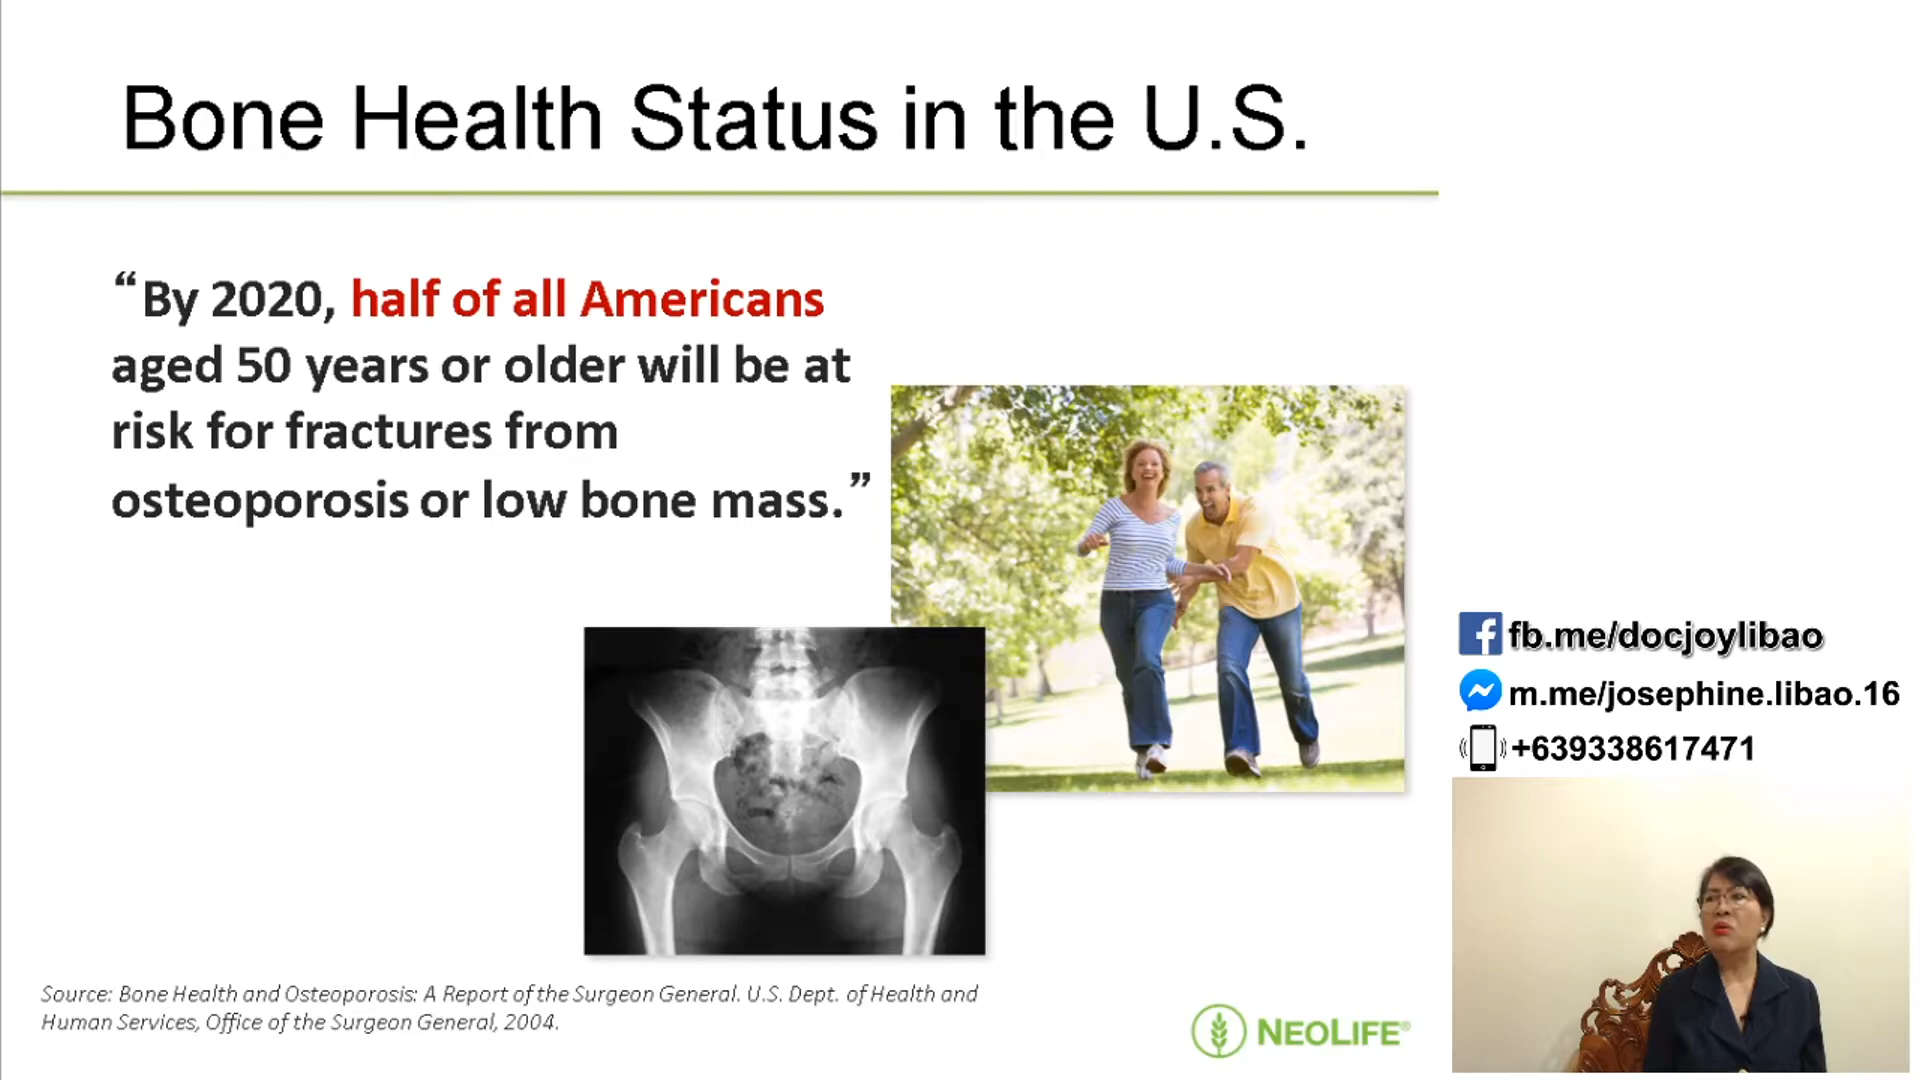 Bone Health Status in the U.S.
“By 2020, half of all Americans
aged 50 years or older will be at
risk for fractures from
osteoporosis or low bone mass.”
fb.me/docjoylibao
m.me/josephine.libao.16
+639338617471
Source: Bone Health and Osteoporosis: A Report of the Surgeon General. U.S. Dept. of Health and
Human Services, Office of the Surgeon General, 2004.
NEOLIFE®